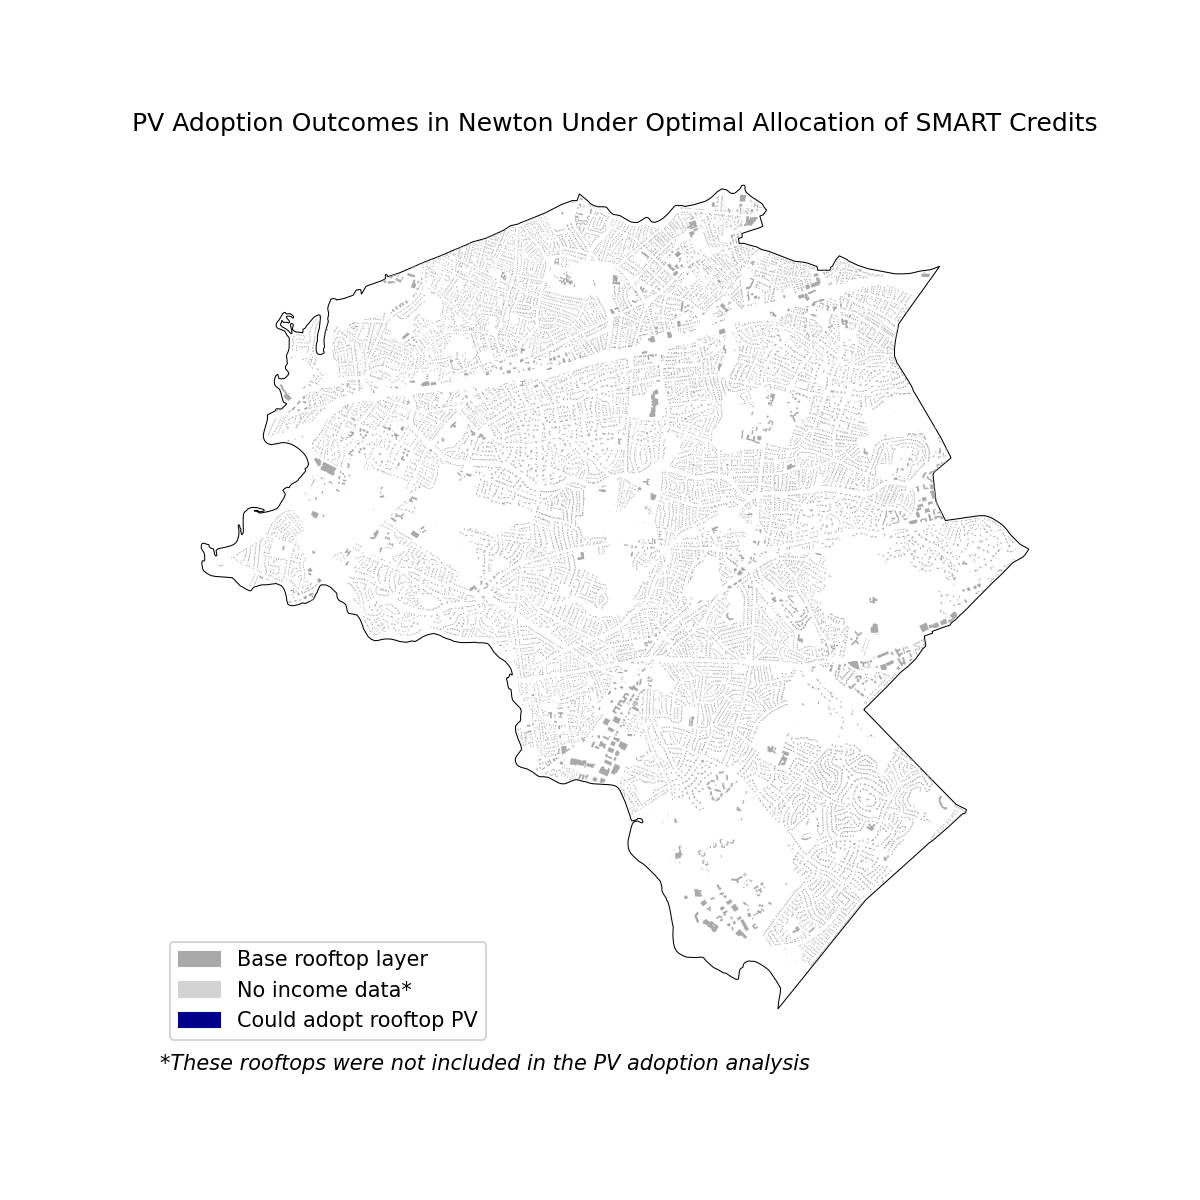 PV Adoption Outcomes in Newton Under Optimal Allocation of SMART Credits
Base rooftop layer
No income data*
Could adopt rooftop PV
*These rooftops were not included in the PV adoption analysis